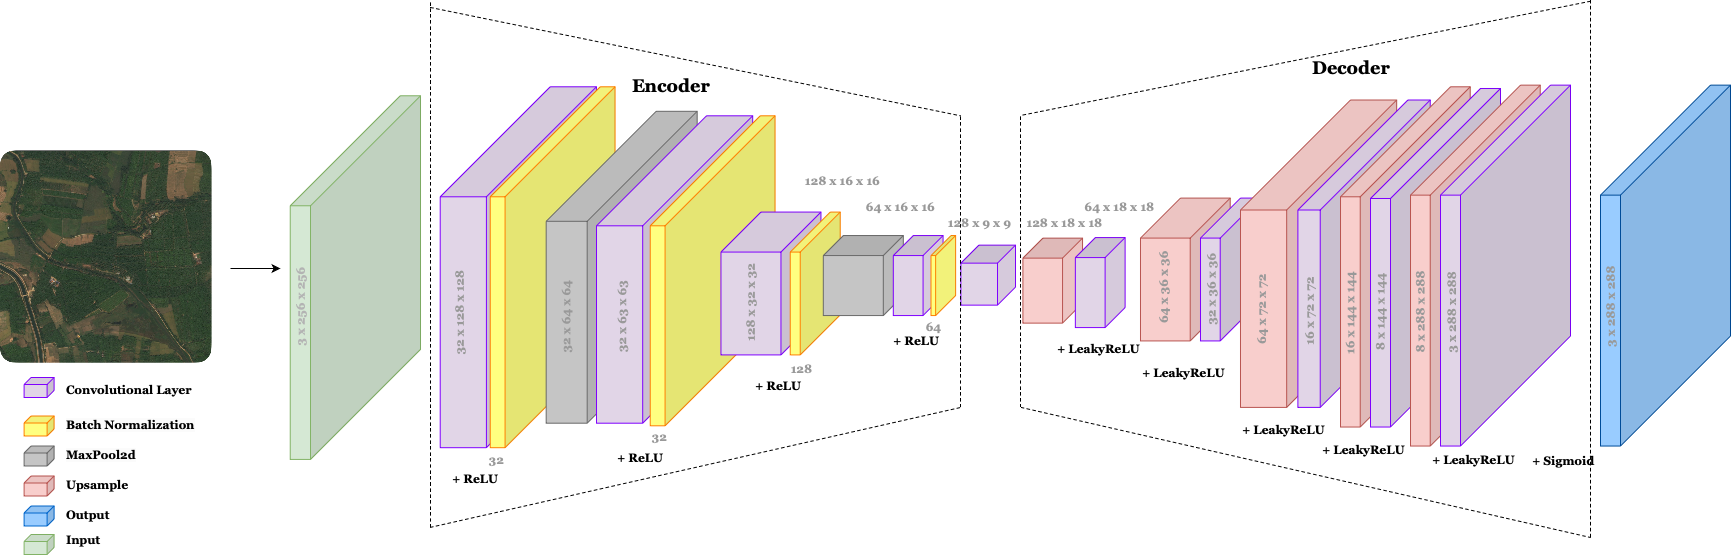 Encoder
Decoder
3 x 256 x 256
32 x 128 x 128
32
+ ReLU
32 x 64 x 64
32 x 63 x 63
32
+ ReLU
128 x 32 x 32
128
+ ReLU
128 x 16 x 16
64 x 16 x 16
64
+ ReLU
128 x 9 x 9
128 x 18 x 18
64 x 18 x 18
+ LeakyReLU
64 x 36 x 36
32 x 36 x 36
+ LeakyReLU
64 x 72 x 72
16 x 72 x 72
+ LeakyReLU
16 x 144 x 144
8 x 144 x 144
+ LeakyReLU
8 x 288 x 288
3 x 288 x 288
+ LeakyReLU
+ Sigmoid
3 x 288 x 288
Convolutional Layer
Batch Normalization
MaxPool2d
Upsample
Output
Input